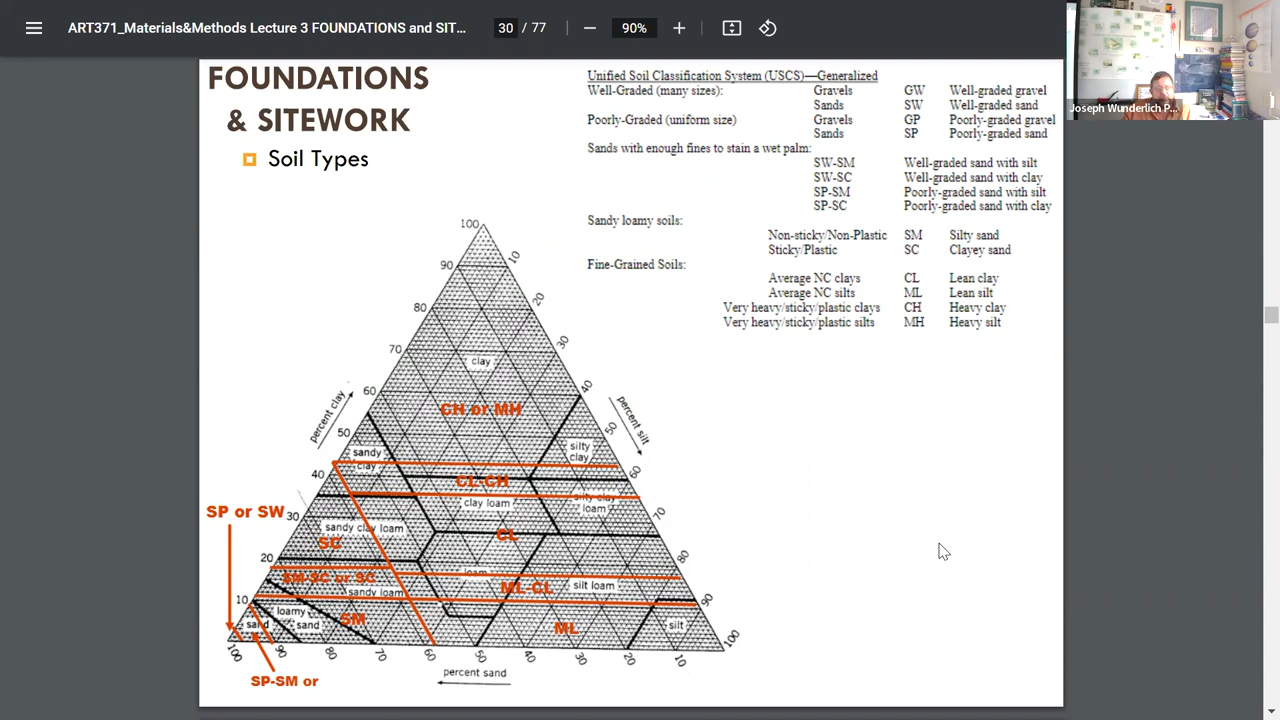 ART371_Materials&Methods Lecture 3 FOUNDATIONS and SIT...
30 / 77
90%
Joseph Wunderlich P...
FOUNDATIONS
& SITEWORK
Soil Types
Unified Soil Classification System (USCS)—Generalized
Well-Graded (many sizes): Gravels GW Well-graded gravel
Sands SW Well-graded sand
Poorly-Graded (uniform size) Gravels GP Poorly-graded gravel
Sands SP Poorly-graded sand
Sands with enough fines to stain a wet palm:
SW-SM Well-graded sand with silt
SW-SC Well-graded sand with clay
SP-SM Poorly-graded sand with silt
SP-SC Poorly-graded sand with clay
Sandy loamy soils:
Non-sticky/Non-Plastic SM Silty sand
Sticky/Plastic SC Clayey sand
Fine-Grained Soils:
Average NC clays CL Lean clay
Average NC silts ML Lean silt
Very heavy/sticky/plastic clays CH Heavy clay
Very heavy/sticky/plastic silts MH Heavy silt
100
90 10
80 20
70 30
clay
60 40
percent clay
CH or MH
percent silt
50 50
sandy
clay
silty
clay
40 60
CL-CH
clay loam
silty clay
loam
SP or SW
30 70
sandy clay loam
SC
CL
20 80
SM-SC or SC
loam
ML-CL
silt loam
sandy loam
10 90
loamy
sand
sand
SM
ML
silt
100 90 80 70 60 50 40 30 20 10 100
percent sand
SP-SM or